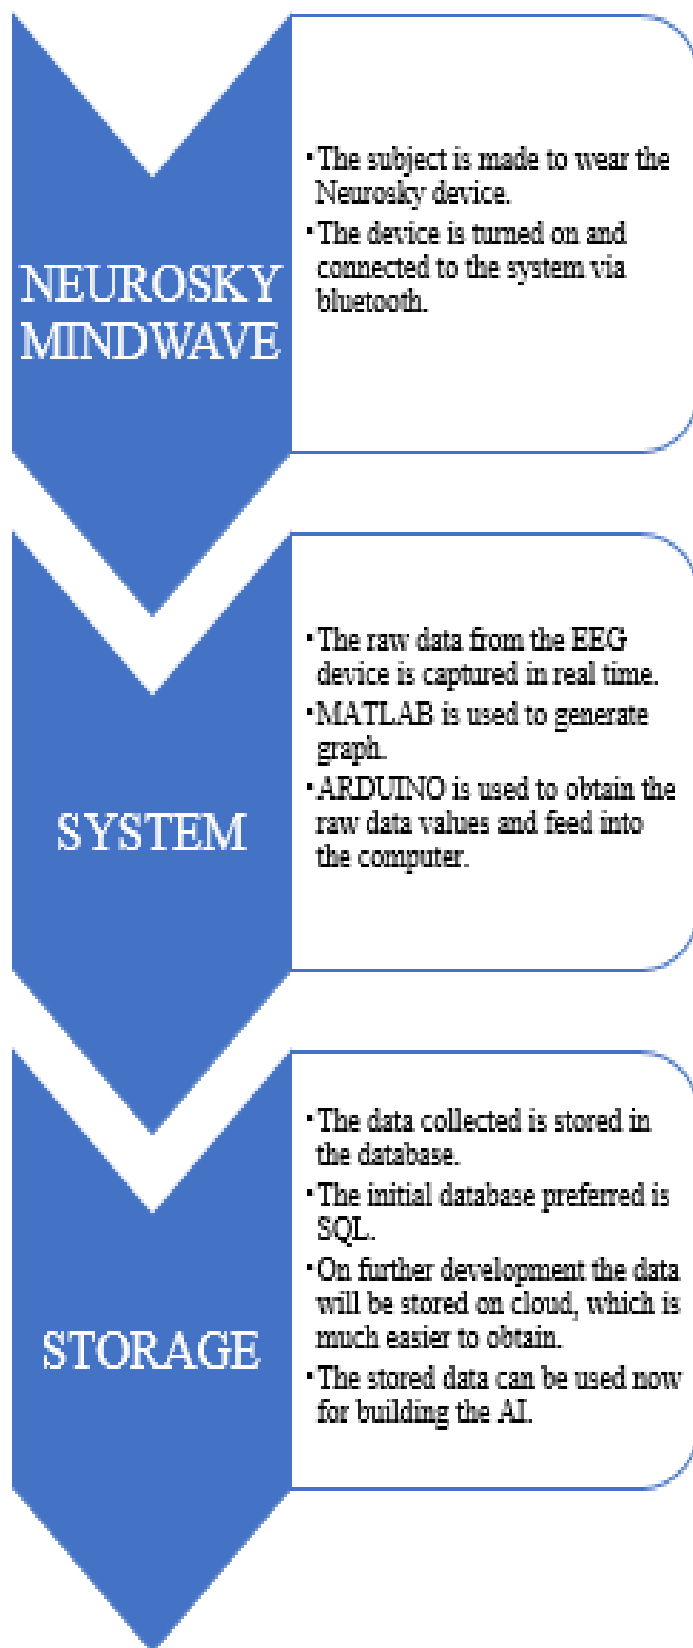 NEUROSKY
MINDWAVE
•The subject is made to wear the
Neurosky device.
•The device is turned on and
connected to the system via
bluetooth.
SYSTEM
•The raw data from the EEG
device is captured in real time.
•MATLAB is used to generate
graph.
•ARDUINO is used to obtain the
raw data values and feed into
the computer.
STORAGE
•The data collected is stored in
the database.
•The initial database preferred is
SQL.
•On further development the data
will be stored on cloud, which is
much easier to obtain.
•The stored data can be used now
for building the AI.